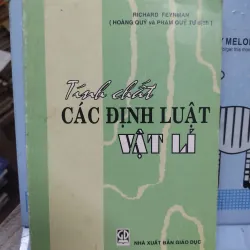 RICHARD FEYNMAN
( HOÀNG QUÝ và PHẠM QUÝ TƯ dịch )
Tính chất
CÁC ĐỊNH LUẬT
VẬT LÍ
NHÀ XUẤT BẢN GIÁO DỤC